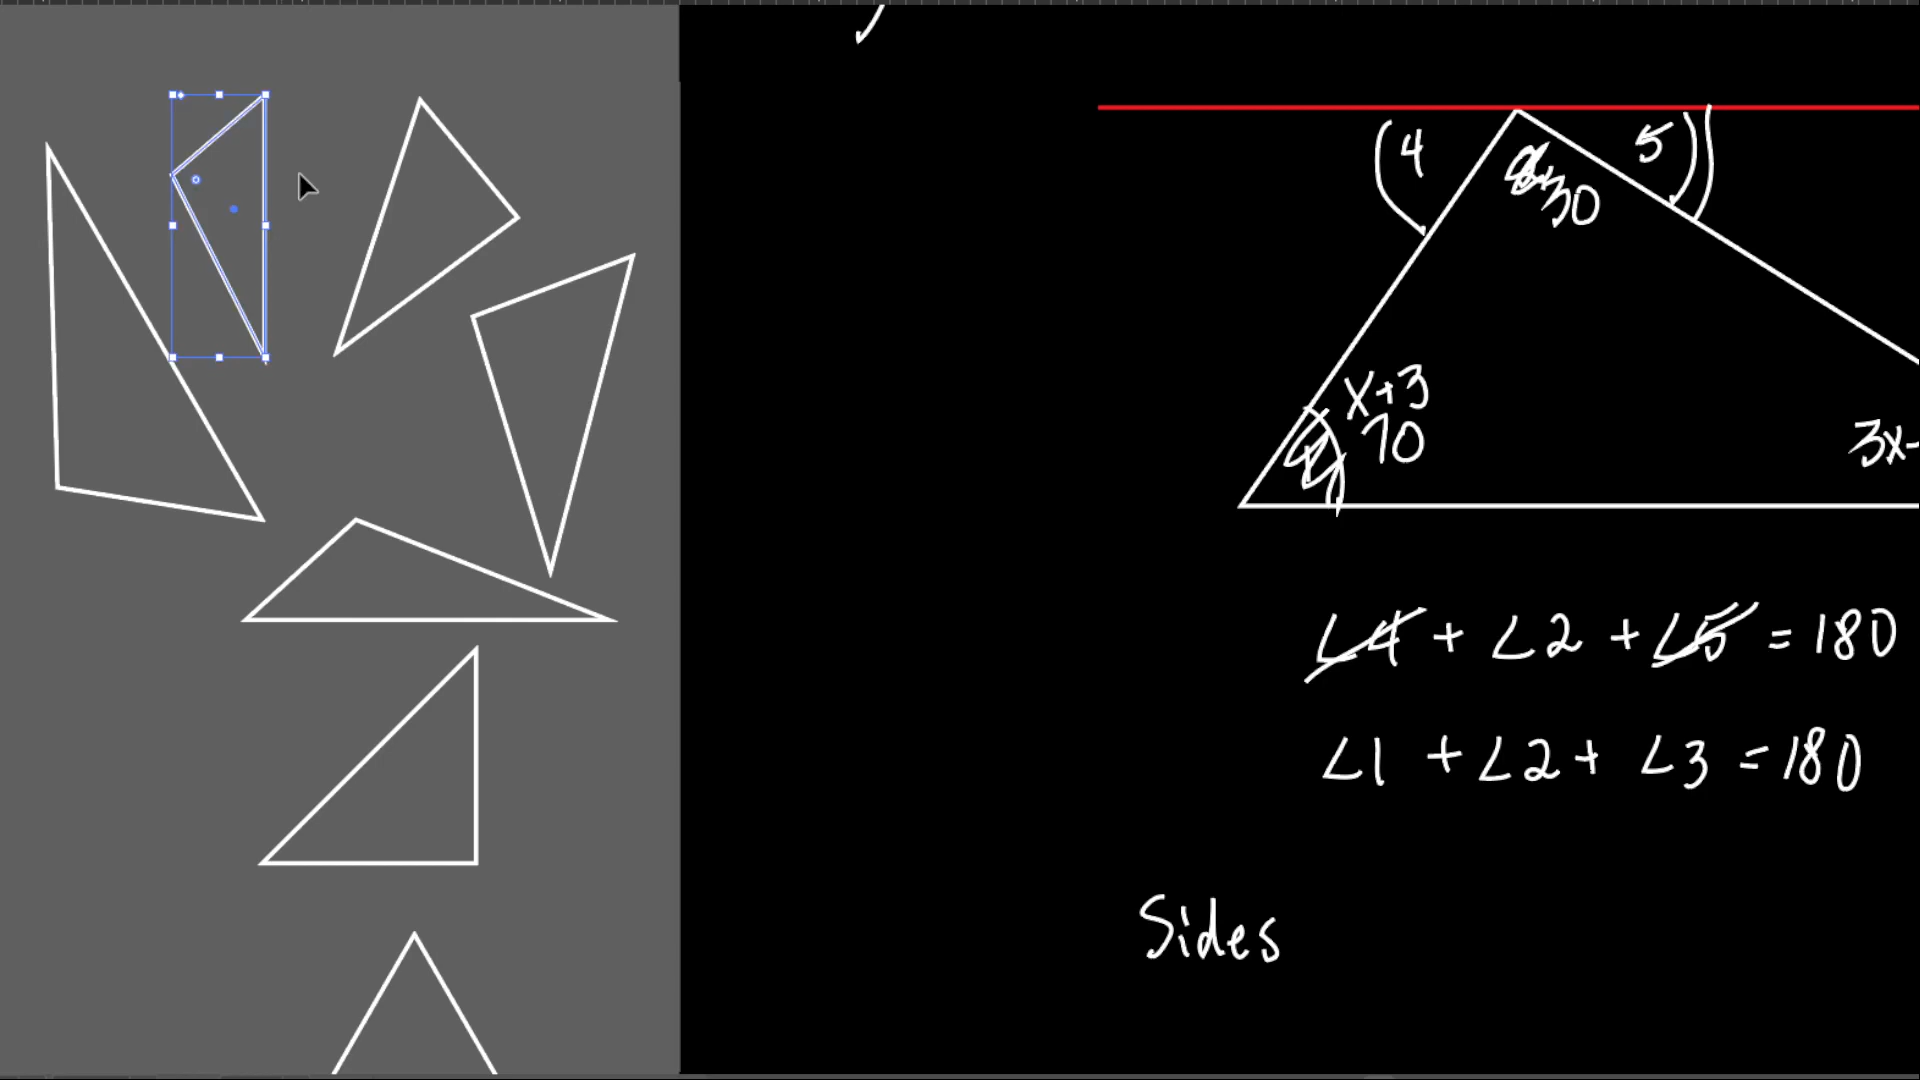 4 5
30
x+3
70
3x-
∠4 + ∠2 + ∠5 = 180
∠1 + ∠2 + ∠3 = 180
Sides